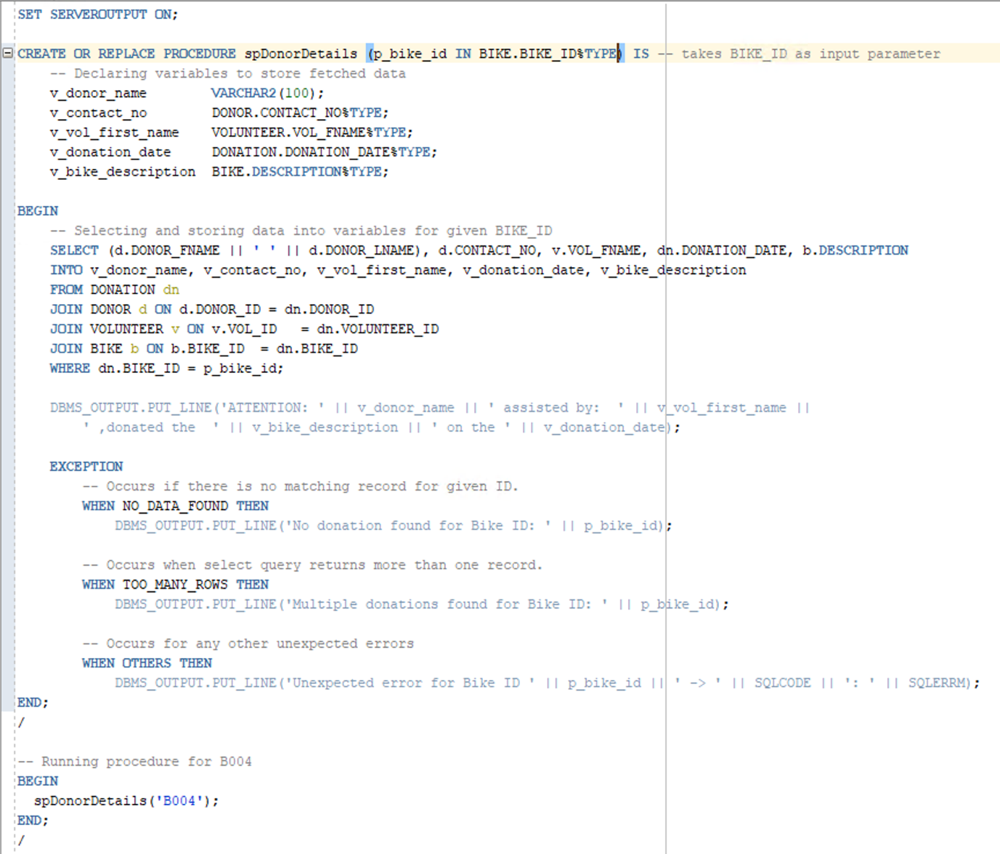 SET SERVEROUTPUT ON;
CREATE OR REPLACE PROCEDURE spDonorDetails (p_bike_id IN BIKE.BIKE_ID%TYPE) IS -- takes BIKE_ID as input parameter
-- Declaring variables to store fetched data
v_donor_name VARCHAR2(100);
v_contact_no DONOR.CONTACT_NO%TYPE;
v_vol_first_name VOLUNTEER.VOL_FNAME%TYPE;
v_donation_date DONATION.DONATION_DATE%TYPE;
v_bike_description BIKE.DESCRIPTION%TYPE;
BEGIN
-- Selecting and storing data into variables for given BIKE_ID
SELECT (d.DONOR_FNAME || ' ' || d.DONOR_LNAME), d.CONTACT_NO, v.VOL_FNAME, dn.DONATION_DATE, b.DESCRIPTION
INTO v_donor_name, v_contact_no, v_vol_first_name, v_donation_date, v_bike_description
FROM DONATION dn
JOIN DONOR d ON d.DONOR_ID = dn.DONOR_ID
JOIN VOLUNTEER v ON v.VOL_ID   = dn.VOLUNTEER_ID
JOIN BIKE b ON b.BIKE_ID  = dn.BIKE_ID
WHERE dn.BIKE_ID = p_bike_id;
DBMS_OUTPUT.PUT_LINE('ATTENTION: ' || v_donor_name || ' assisted by:  ' || v_vol_first_name ||
' ,donated the  ' || v_bike_description || ' on the ' || v_donation_date);
EXCEPTION
-- Occurs if there is no matching record for given ID.
WHEN NO_DATA_FOUND THEN
DBMS_OUTPUT.PUT_LINE('No donation found for Bike ID: ' || p_bike_id);
-- Occurs when select query returns more than one record.
WHEN TOO_MANY_ROWS THEN
DBMS_OUTPUT.PUT_LINE('Multiple donations found for Bike ID: ' || p_bike_id);
-- Occurs for any other unexpected errors
WHEN OTHERS THEN
DBMS_OUTPUT.PUT_LINE('Unexpected error for Bike ID ' || p_bike_id || ' -> ' || SQLCODE || ': ' || SQLERRM);
END;
/
-- Running procedure for B004
BEGIN
spDonorDetails('B004');
END;
/